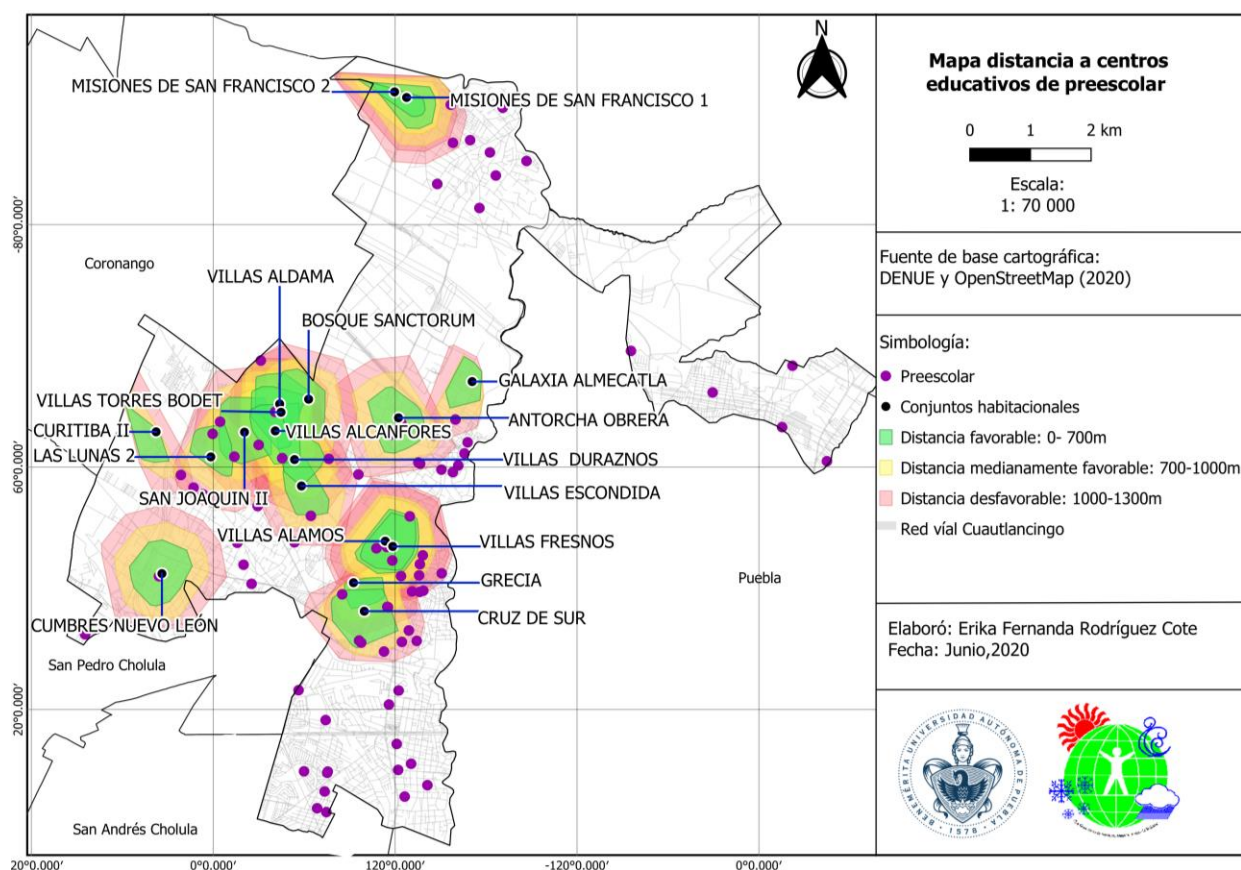 MISIONES DE SAN FRANCISCO 2
MISIONES DE SAN FRANCISCO 1
N
-80°0.000'
Coronango
VILLAS ALDAMA
BOSQUE SANCTORUM
GALAXIA ALMECATLA
VILLAS TORRES BODET
ANTORCHA OBRERA
CURITIBA II
VILLAS ALCANFORES
LAS LUNAS 2
VILLAS DURAZNOS
60°0.000'
SAN JOAQUIN II
VILLAS ESCONDIDA
VILLAS ALAMOS
VILLAS FRESNOS
Puebla
GRECIA
CRUZ DE SUR
CUMBRES NUEVO LEÓN
San Pedro Cholula
20°0.000'
San Andrés Cholula
20°0.000'
0°0.000'
120°0.000'
-120°0.000'
0°0.000'
Mapa distancia a centros
educativos de preescolar
0 1 2 km
Escala:
1: 70 000
Fuente de base cartográfica:
DENUE y OpenStreetMap (2020)
Simbología:
Preescolar
Conjuntos habitacionales
Distancia favorable: 0- 700m
Distancia medianamente favorable: 700-1000m
Distancia desfavorable: 1000-1300m
Red víal Cuautlancingo
Elaboró: Erika Fernanda Rodríguez Cote
Fecha: Junio,2020
BENEMÉRITA UNIVERSIDAD AUTÓNOMA DE PUEBLA
1578